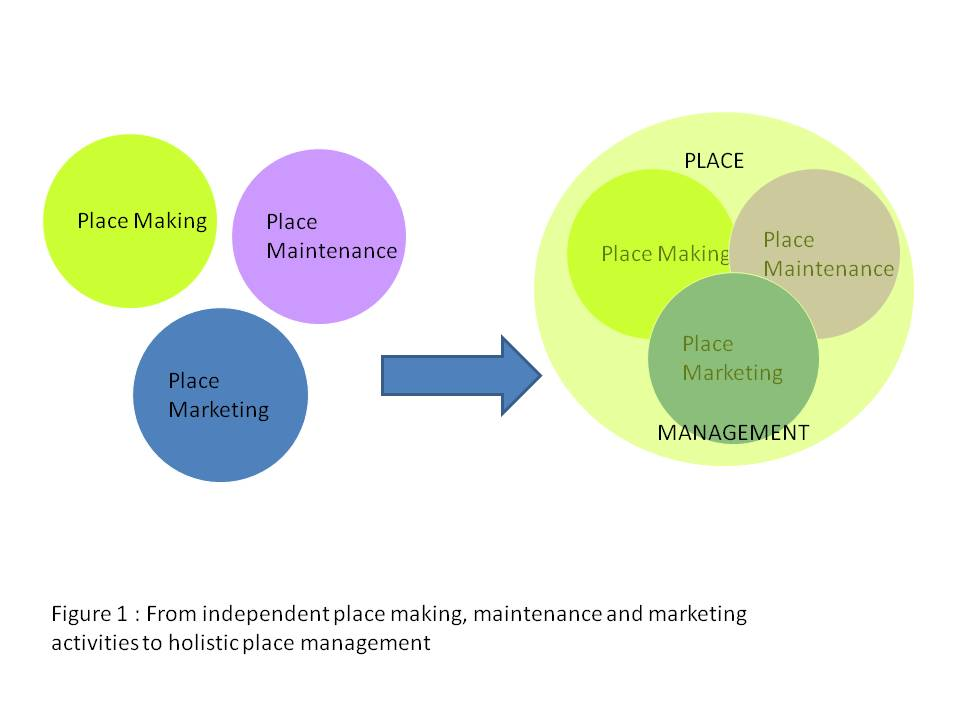 Place Making
Place
Maintenance
Place
Marketing
PLACE
Place Making
Place
Maintenance
Place
Marketing
MANAGEMENT
Figure 1 : From independent place making, maintenance and marketing
activities to holistic place management